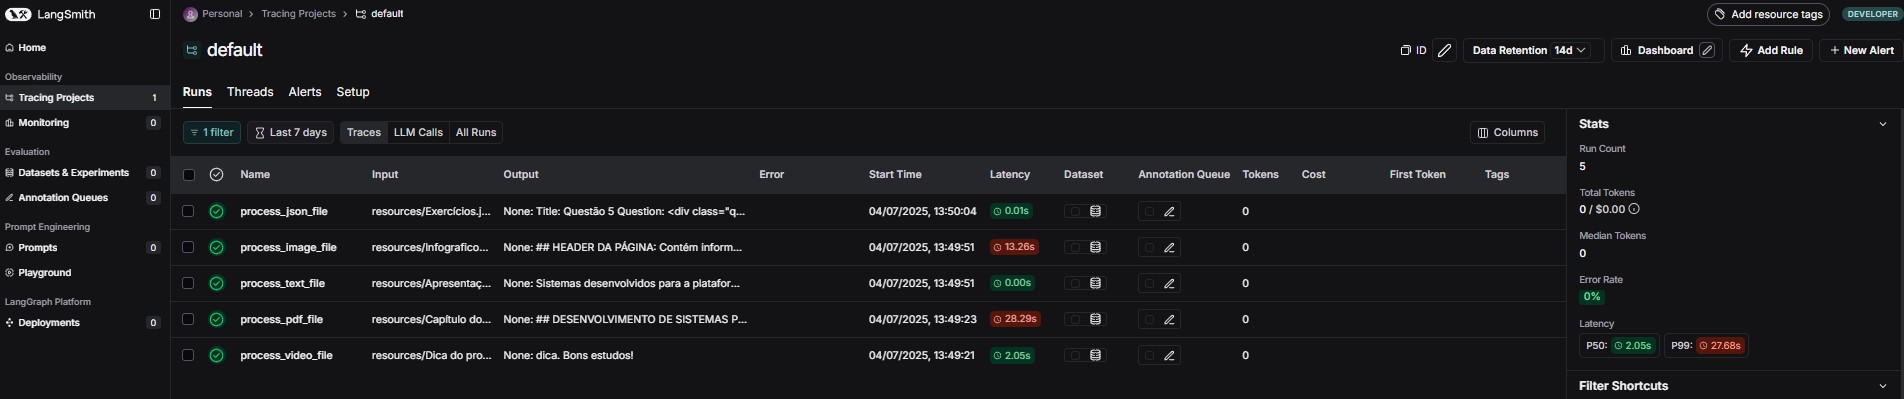 LangSmith
Personal > Tracing Projects > default
Add resource tags
DEVELOPER
default
ID
Data Retention 14d
Dashboard
Add Rule
+ New Alert
Home
Observability
Tracing Projects 1
Monitoring 0
Evaluation
Datasets & Experiments 0
Annotation Queues 0
Prompt Engineering
Prompts 0
Playground
LangGraph Platform
Deployments 0
Runs Threads Alerts Setup
1 filter Last 7 days Traces LLM Calls All Runs Columns
Name Input Output Error Start Time Latency Dataset Annotation Queue Tokens Cost First Token Tags
process_json_file resources/Exercícios.j... None: Title: Questão 5 Question: <div class="q... 04/07/2025, 13:50:04 0.01s 0
process_image_file resources/Infografico... None: ## HEADER DA PÁGINA: Contém inform... 04/07/2025, 13:49:51 13.26s 0
process_text_file resources/Apresentaç... None: Sistemas desenvolvidos para a platafor... 04/07/2025, 13:49:51 0.00s 0
process_pdf_file resources/Capítulo do... None: ## DESENVOLVIMENTO DE SISTEMAS P... 04/07/2025, 13:49:23 28.29s 0
process_video_file resources/Dica do pro... None: dica. Bons estudos! 04/07/2025, 13:49:21 2.05s 0
Stats
Run Count
5
Total Tokens
0 / $0.00
Median Tokens
0
Error Rate
0%
Latency
P50: 2.05s P99: 27.68s
Filter Shortcuts